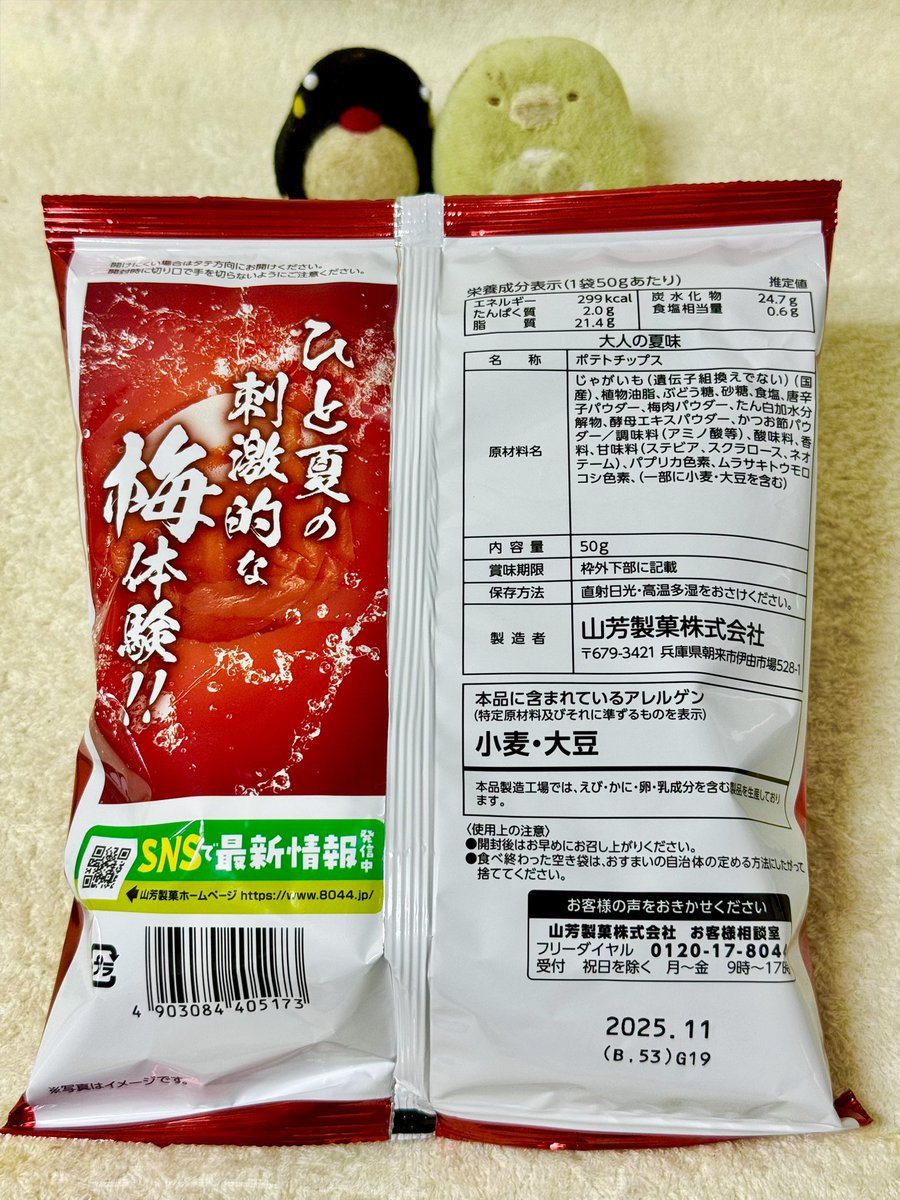 開けにくい場合はタテ方向にお開けください。
開封時に切り口で手を切らないようにご注意ください。
ひと夏の
刺激的な
梅体験!!
SNSで最新情報発信中
山芳製菓ホームページ https://www.8044.jp/
プラ
4 903084 405173
※写真はイメージです。
栄養成分表示(1袋50gあたり) 推定値
エネルギー 299kcal 炭水化物 24.7g
たんぱく質 2.0g 食塩相当量 0.6g
脂質 21.4g
大人の夏味
名称 ポテトチップス
原材料名
じゃがいも(遺伝子組換えでない)(国
産)、植物油脂、ぶどう糖、砂糖、食塩、唐辛
子パウダー、梅肉パウダー、たん白加水分
解物、酵母エキスパウダー、かつお節パウ
ダー/調味料(アミノ酸等)、酸味料、香
料、甘味料(ステビア、スクラロース、ネオ
テーム)、パプリカ色素、ムラサキトウモロ
コシ色素、(一部に小麦・大豆を含む)
内容量 50g
賞味期限 枠外下部に記載
保存方法 直射日光・高温多湿をおさけください。
製造者 山芳製菓株式会社
〒679-3421 兵庫県朝来市伊由市場528-1
本品に含まれているアレルゲン
(特定原材料及びそれに準ずるものを表示)
小麦・大豆
本品製造工場では、えび・かに・卵・乳成分を含む製品を生産しており
ます。
〈使用上の注意〉
●開封後はお早めにお召し上がりください。
●食べ終わった空き袋は、おすまいの自治体の定める方法にしたがって
捨ててください。
お客様の声をおきかせください
山芳製菓株式会社 お客様相談室
フリーダイヤル 0120-17-8044
受付 祝日を除く 月〜金 9時〜17時
2025.11
(B.53)G19